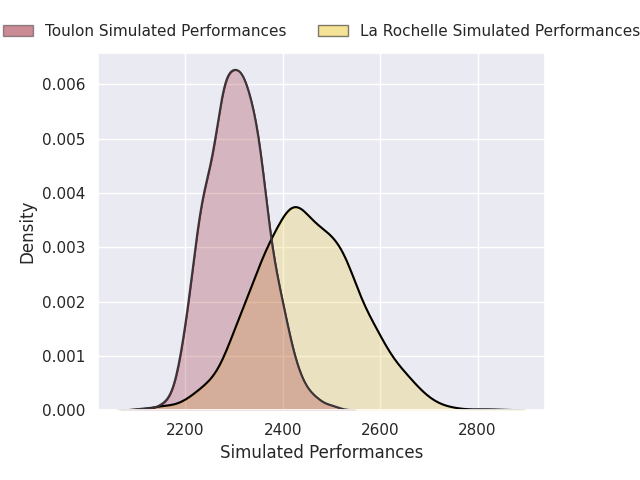 Toulon Simulated Performances
La Rochelle Simulated Performances
0.006
0.005
0.004
0.003
0.002
0.001
0.000
Density
2200
2400
2600
2800
Simulated Performances